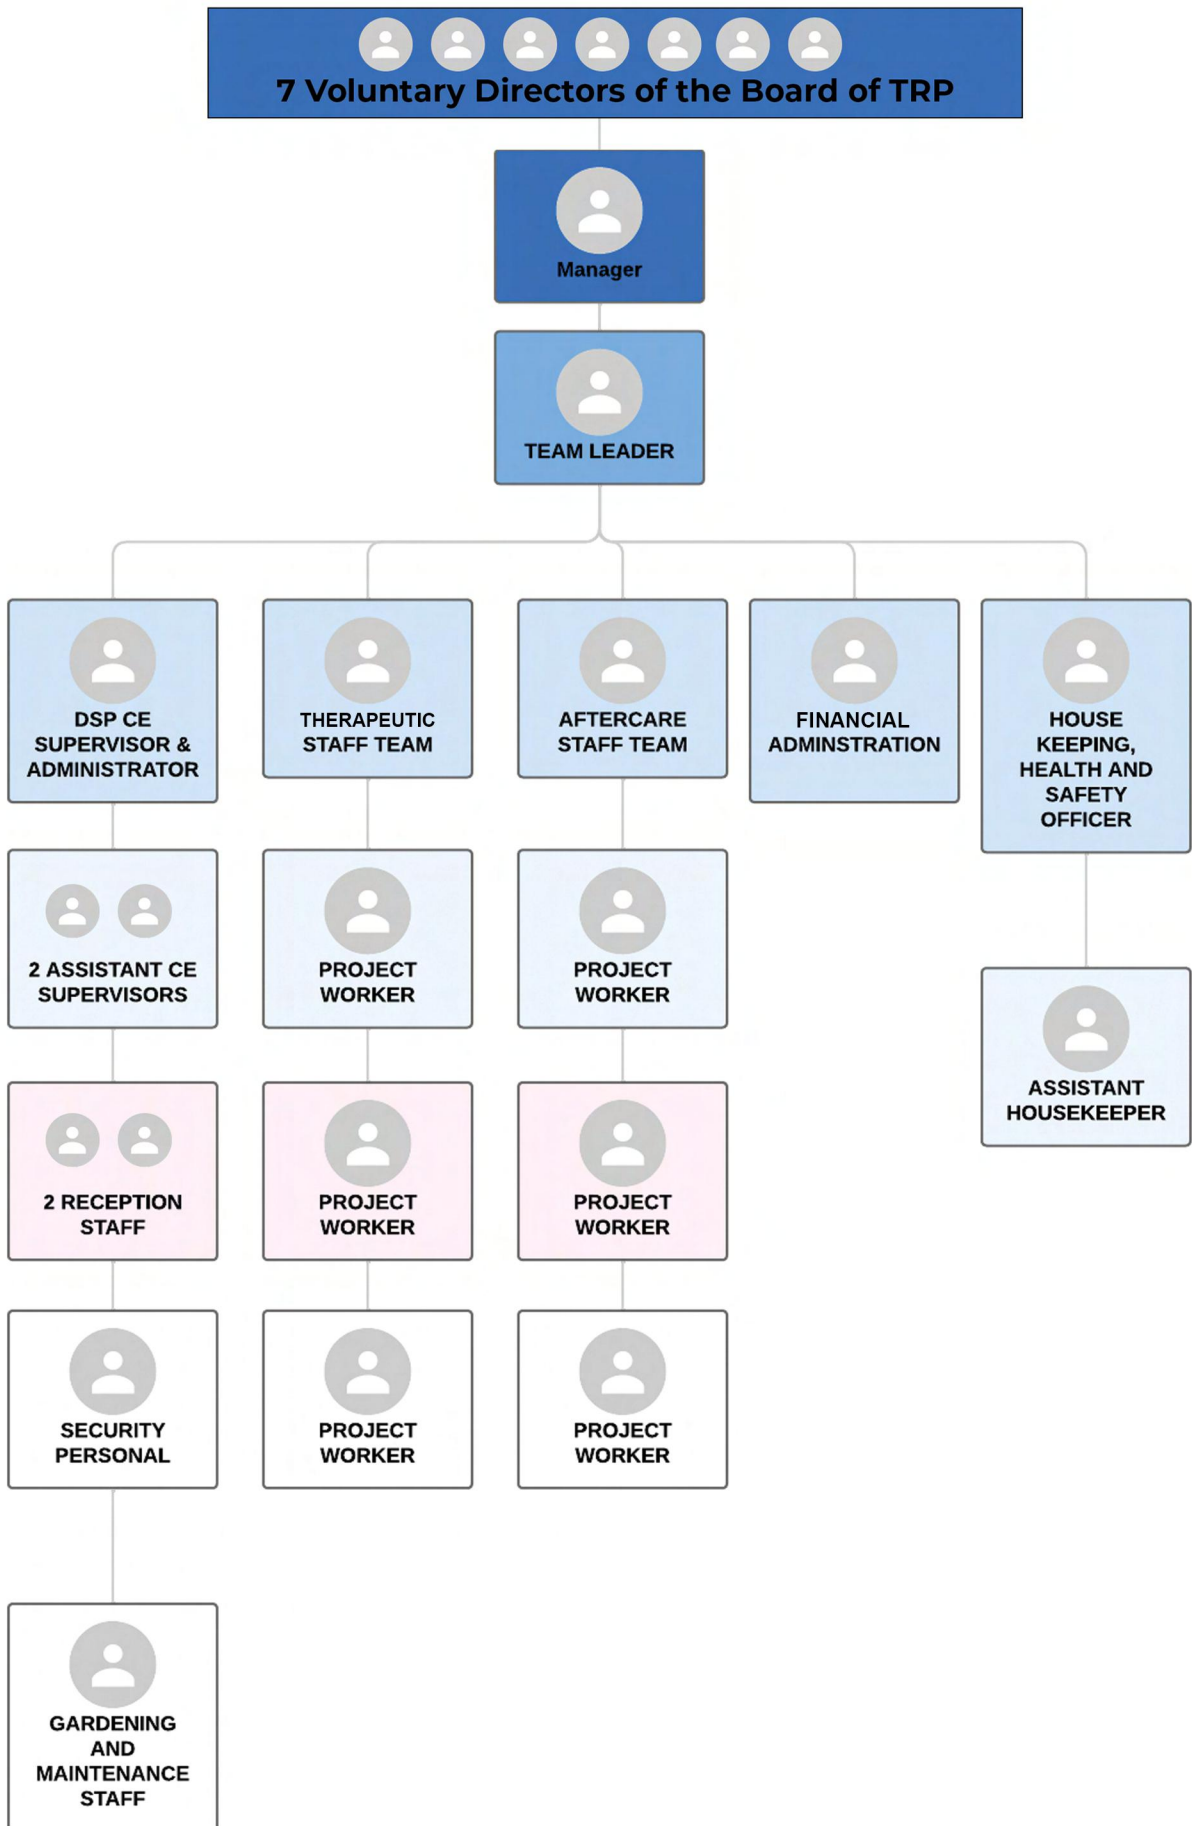 7 Voluntary Directors of the Board of TRP
Manager
TEAM LEADER
DSP CE
SUPERVISOR &
ADMINISTRATOR
THERAPEUTIC
STAFF TEAM
AFTERCARE
STAFF TEAM
FINANCIAL
ADMINSTRATION
HOUSE
KEEPING,
HEALTH AND
SAFETY
OFFICER
2 ASSISTANT CE
SUPERVISORS
PROJECT
WORKER
PROJECT
WORKER
ASSISTANT
HOUSEKEEPER
2 RECEPTION
STAFF
PROJECT
WORKER
PROJECT
WORKER
SECURITY
PERSONAL
PROJECT
WORKER
PROJECT
WORKER
GARDENING
AND
MAINTENANCE
STAFF